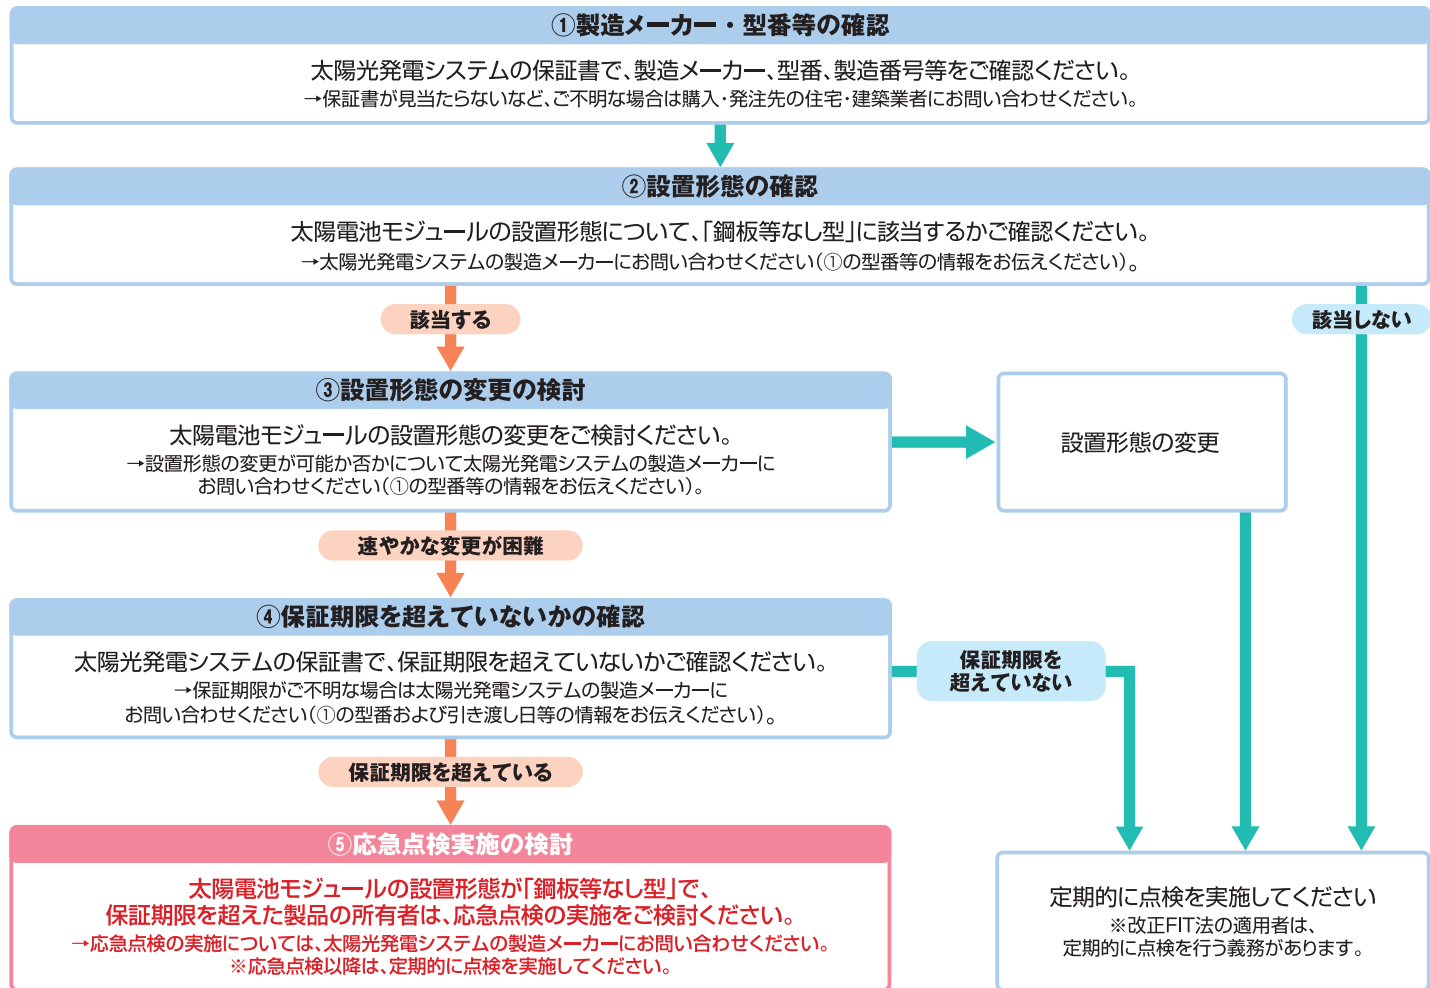 ①製造メーカー・型番等の確認
太陽光発電システムの保証書で、製造メーカー、型番、製造番号等をご確認ください。
→保証書が見当たらないなど、ご不明な場合は購入・発注先の住宅・建築業者にお問い合わせください。
②設置形態の確認
太陽電池モジュールの設置形態について、「鋼板等なし型」に該当するかご確認ください。
→太陽光発電システムの製造メーカーにお問い合わせください（①の型番等の情報をお伝えください）。
該当する
該当しない
③設置形態の変更の検討
太陽電池モジュールの設置形態の変更をご検討ください。
→設置形態の変更が可能か否かについて太陽光発電システムの製造メーカーに
お問い合わせください（①の型番等の情報をお伝えください）。
設置形態の変更
速やかな変更が困難
④保証期限を超えていないかの確認
太陽光発電システムの保証書で、保証期限を超えていないかご確認ください。
→保証期限がご不明な場合は太陽光発電システムの製造メーカーに
お問い合わせください（①の型番および引き渡し日等の情報をお伝えください）。
保証期限を
超えていない
保証期限を超えている
⑤応急点検実施の検討
太陽電池モジュールの設置形態が「鋼板等なし型」で、
保証期限を超えた製品の所有者は、応急点検の実施をご検討ください。
→応急点検の実施については、太陽光発電システムの製造メーカーにお問い合わせください。
※応急点検以降は、定期的に点検を実施してください。
定期的に点検を実施してください
※改正FIT法の適用者は、
定期的に点検を行う義務があります。